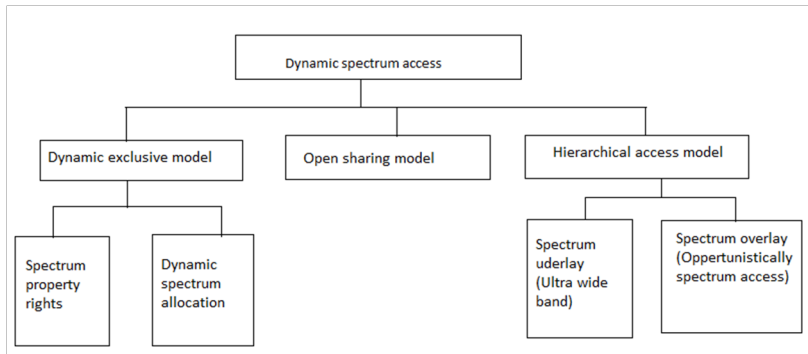 Dynamic spectrum access
Dynamic exclusive model
Open sharing model
Hierarchical access model
Spectrum
property
rights
Dynamic
spectrum
allocation
Spectrum
uderlay
(Ultra wide
band)
Spectrum overlay
(Oppertunistically
spectrum access)